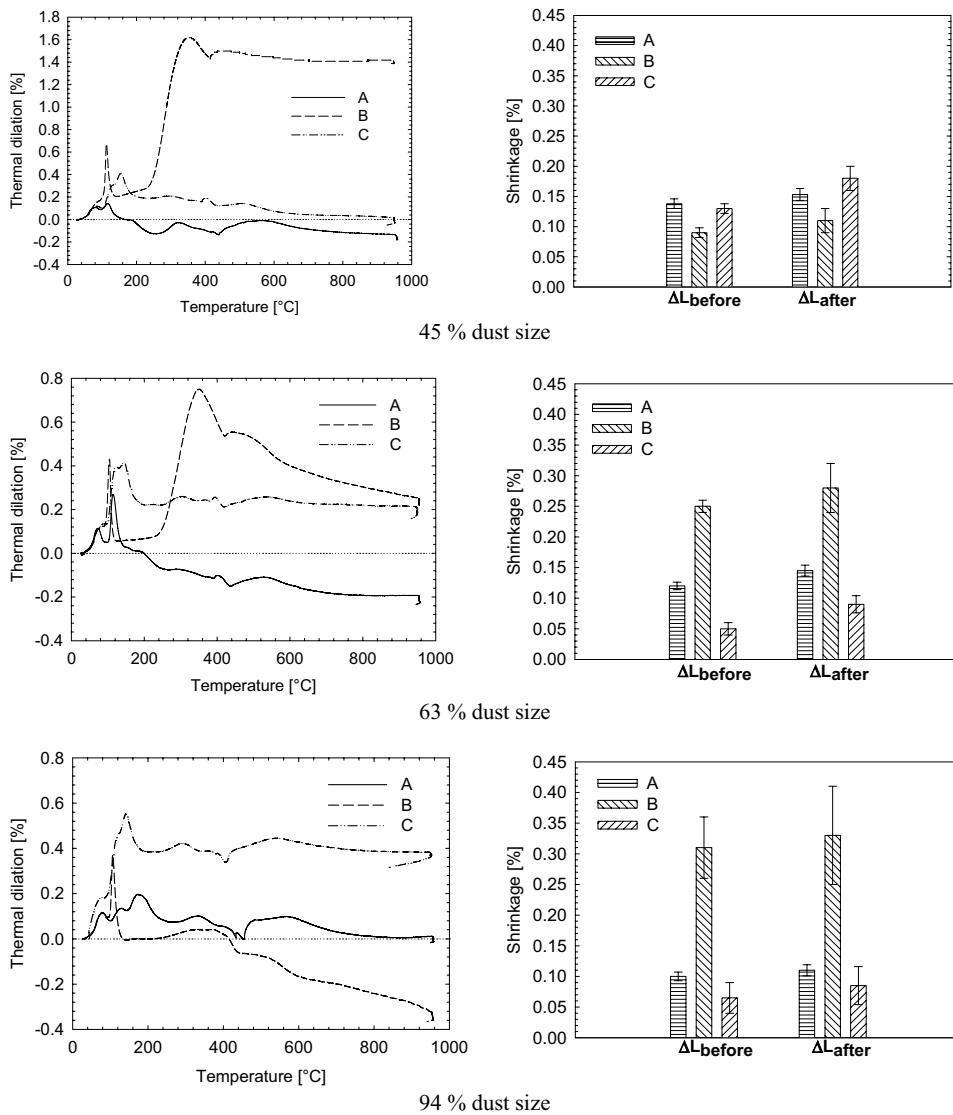 1.8
1.6
1.4
1.2
1.0
0.8
0.6
0.4
0.2
0.0
-0.2
-0.4
Thermal dilation [%]
A
B
C
0 200 400 600 800 1000
Temperature [°C]
0.45
0.40
0.35
0.30
0.25
0.20
0.15
0.10
0.05
0.00
Shrinkage [%]
A
B
C
ΔLbefore ΔLafter
45 % dust size
0.8
0.6
0.4
0.2
0.0
-0.2
-0.4
Thermal dilation [%]
A
B
C
0 200 400 600 800 1000
Temperature [°C]
0.45
0.40
0.35
0.30
0.25
0.20
0.15
0.10
0.05
0.00
Shrinkage [%]
A
B
C
ΔLbefore ΔLafter
63 % dust size
0.8
0.6
0.4
0.2
0.0
-0.2
-0.4
Thermal dilation [%]
A
B
C
0 200 400 600 800 1000
Temperature [°C]
0.45
0.40
0.35
0.30
0.25
0.20
0.15
0.10
0.05
0.00
Shrinkage [%]
A
B
C
ΔLbefore ΔLafter
94 % dust size